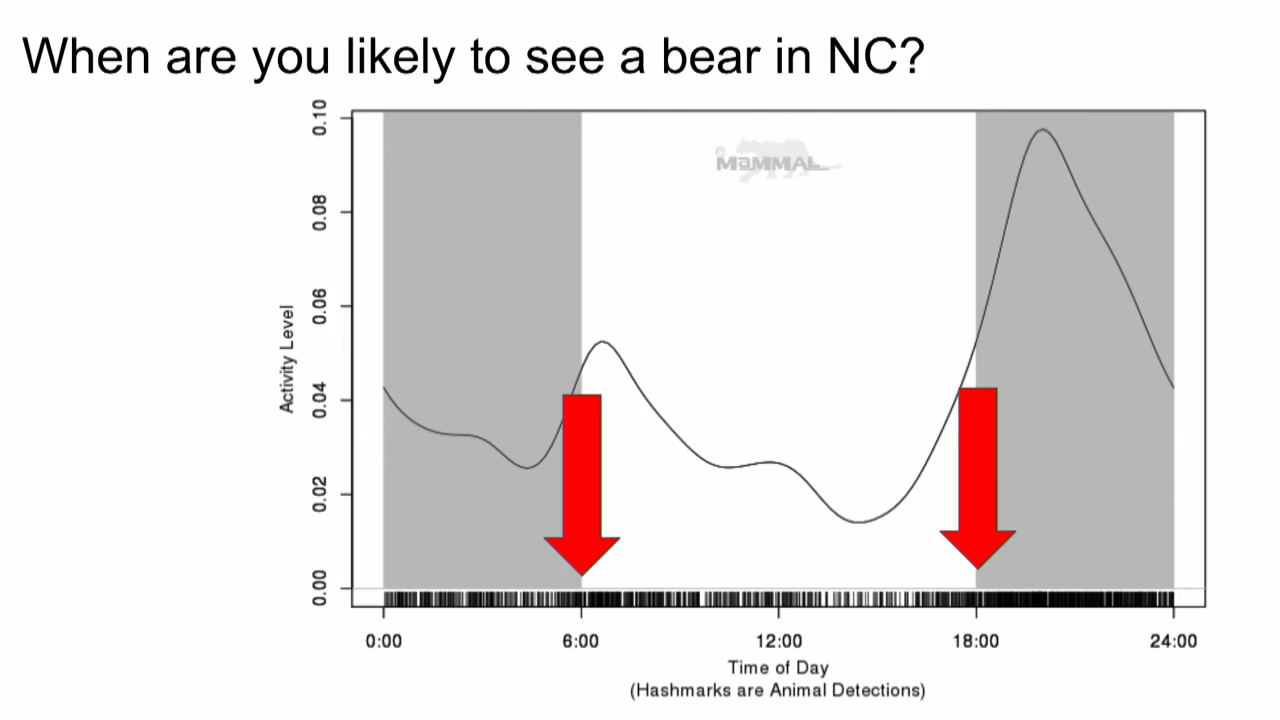 When are you likely to see a bear in NC?
e
MaMMAL
Activity Level
0.10
0.08
0.06
0.04
0.02
0.00
0:00 6:00 12:00 18:00 24:00
Time of Day
(Hashmarks are Animal Detections)